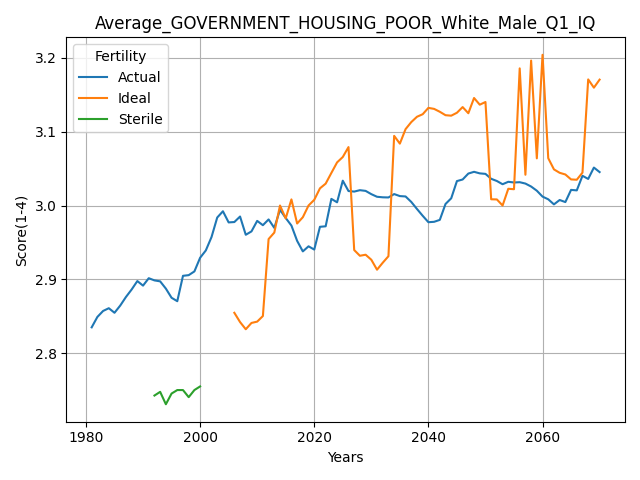 Average_GOVERNMENT_HOUSING_POOR_White_Male_Q1_IQ
Fertility
Actual
Ideal
Sterile
Score(1-4)
3.2
3.1
3.0
2.9
2.8
1980
2000
2020
2040
2060
Years